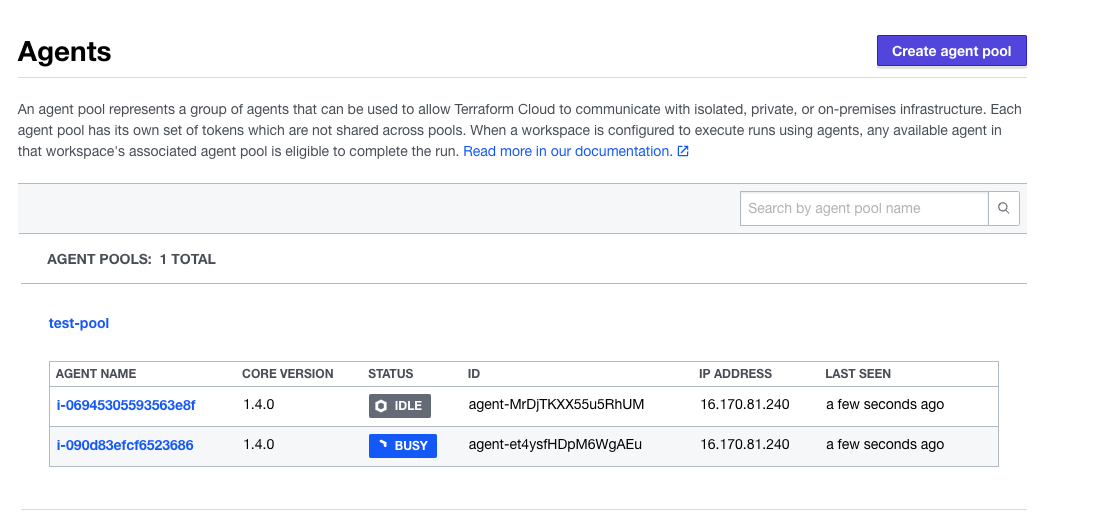 Agents
Create agent pool
An agent pool represents a group of agents that can be used to allow Terraform Cloud to communicate with isolated, private, or on-premises infrastructure. Each
agent pool has its own set of tokens which are not shared across pools. When a workspace is configured to execute runs using agents, any available agent in
that workspace's associated agent pool is eligible to complete the run. Read more in our documentation.
Search by agent pool name
AGENT POOLS: 1 TOTAL
test-pool
AGENT NAME CORE VERSION STATUS ID IP ADDRESS LAST SEEN
i-06945305593563e8f 1.4.0 IDLE agent-MrDjTKXX55u5RhUM 16.170.81.240 a few seconds ago
i-090d83efcf6523686 1.4.0 BUSY agent-et4ysfHDpM6WgAEu 16.170.81.240 a few seconds ago